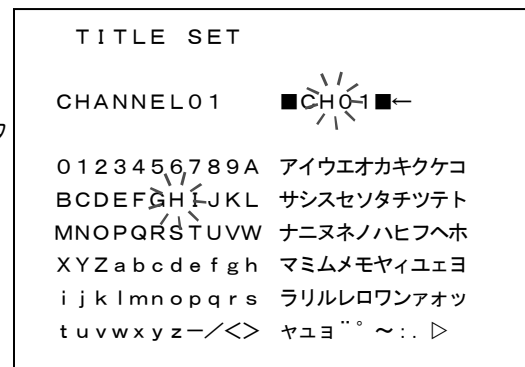 TITLE SET
CHANNEL01 ■CH01■←
0123456789A アイウエオカキクケコ
BCDEFGHIJKL サシスセソタチツテト
MNOPQRSTUVW ナニヌネノハヒフヘホ
XYZabcdefgh マミムメモヤィユェヨ
ijklmnopqrs ラリルレロワンァォッ
tuvwxyz−／<> ャュョ¨°～:. ▷